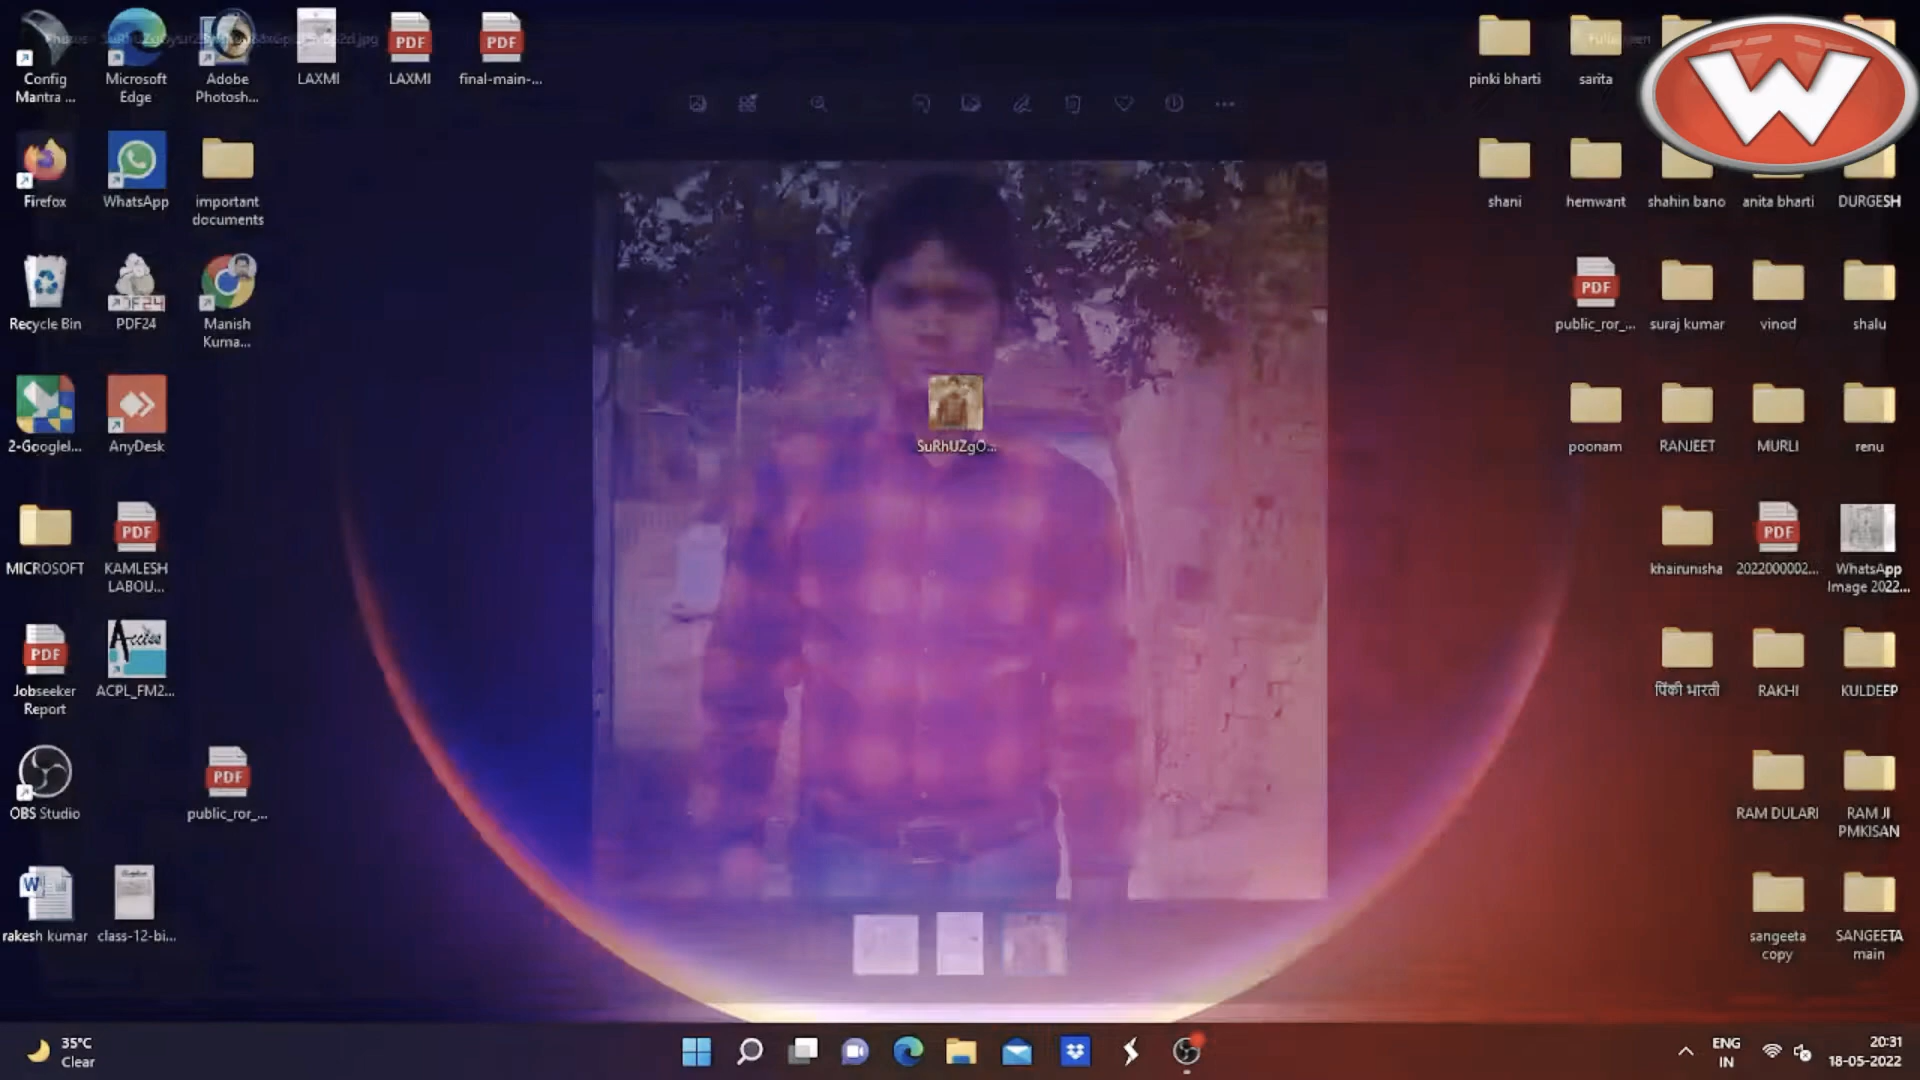 Config
Mantra ...
Microsoft
Edge
Adobe
Photosh...
LAXMI
PDF
LAXMI
PDF
final-main-...
pinki bharti
sarita
W
Firefox
WhatsApp
important
documents
shani
hemwant
shahin bano
anita bharti
DURGESH
Recycle Bin
PDF24
Manish
Kuma...
PDF
public_ror_...
suraj kumar
vinod
shalu
2-Googlel...
AnyDesk
SuRhUZgO...
poonam
RANJEET
MURLI
renu
MICROSOFT
PDF
KAMLESH
LABOU...
khairunisha
PDF
2022000002...
WhatsApp
Image 2022...
PDF
Jobseeker
Report
Access
ACPL_FM2...
पिंकी भारती
RAKHI
KULDEEP
OBS Studio
PDF
public_ror_...
RAM DULARI
RAM JI
PMKISAN
W
rakesh kumar
class-12-bi...
sangeeta
copy
SANGEETA
main
35°C
Clear
ENG
IN
20:31
18-05-2022